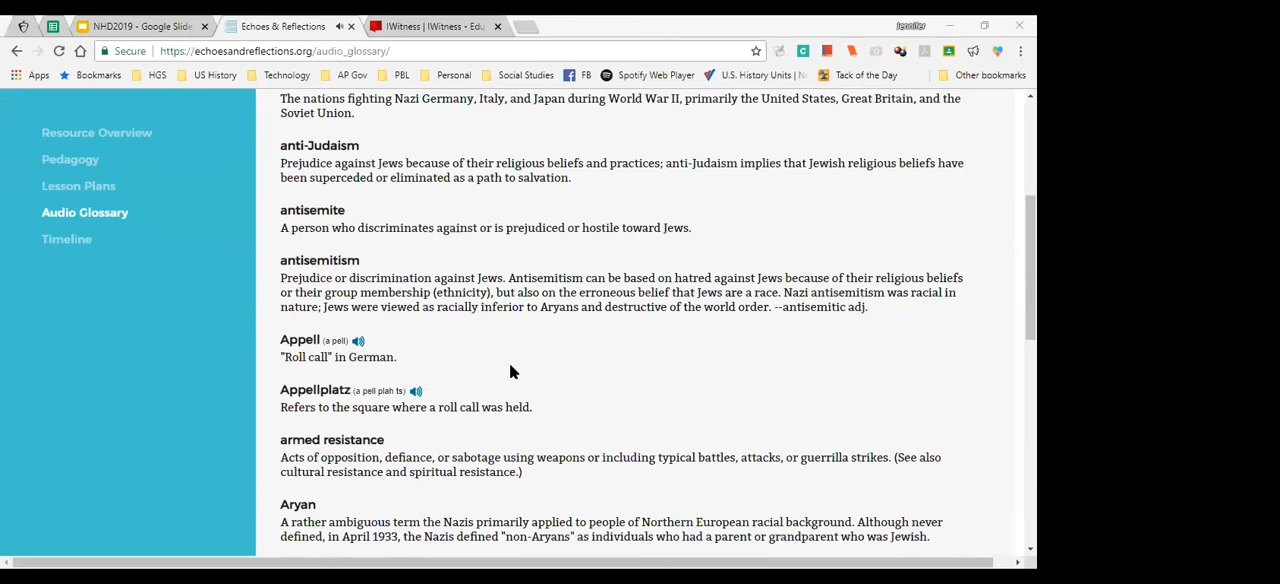 NHD2019 - Google Slide
Echoes & Reflections
IWitness | IWitness - Edu
Jennifer
Secure
https://echoesandreflections.org/audio_glossary/
Apps
Bookmarks
HGS
US History
Technology
AP Gov
PBL
Personal
Social Studies
FB
Spotify Web Player
U.S. History Units | N
Tack of the Day
Other bookmarks
Resource Overview
Pedagogy
Lesson Plans
Audio Glossary
Timeline
The nations fighting Nazi Germany, Italy, and Japan during World War II, primarily the United States, Great Britain, and the
Soviet Union.
anti-Judaism
Prejudice against Jews because of their religious beliefs and practices; anti-Judaism implies that Jewish religious beliefs have
been superceded or eliminated as a path to salvation.
antisemite
A person who discriminates against or is prejudiced or hostile toward Jews.
antisemitism
Prejudice or discrimination against Jews. Antisemitism can be based on hatred against Jews because of their religious beliefs
or their group membership (ethnicity), but also on the erroneous belief that Jews are a race. Nazi antisemitism was racial in
nature; Jews were viewed as racially inferior to Aryans and destructive of the world order. --antisemitic adj.
Appell (a pell)
"Roll call" in German.
Appellplatz (a pell plah ts)
Refers to the square where a roll call was held.
armed resistance
Acts of opposition, defiance, or sabotage using weapons or including typical battles, attacks, or guerrilla strikes. (See also
cultural resistance and spiritual resistance.)
Aryan
A rather ambiguous term the Nazis primarily applied to people of Northern European racial background. Although never
defined, in April 1933, the Nazis defined "non-Aryans" as individuals who had a parent or grandparent who was Jewish.